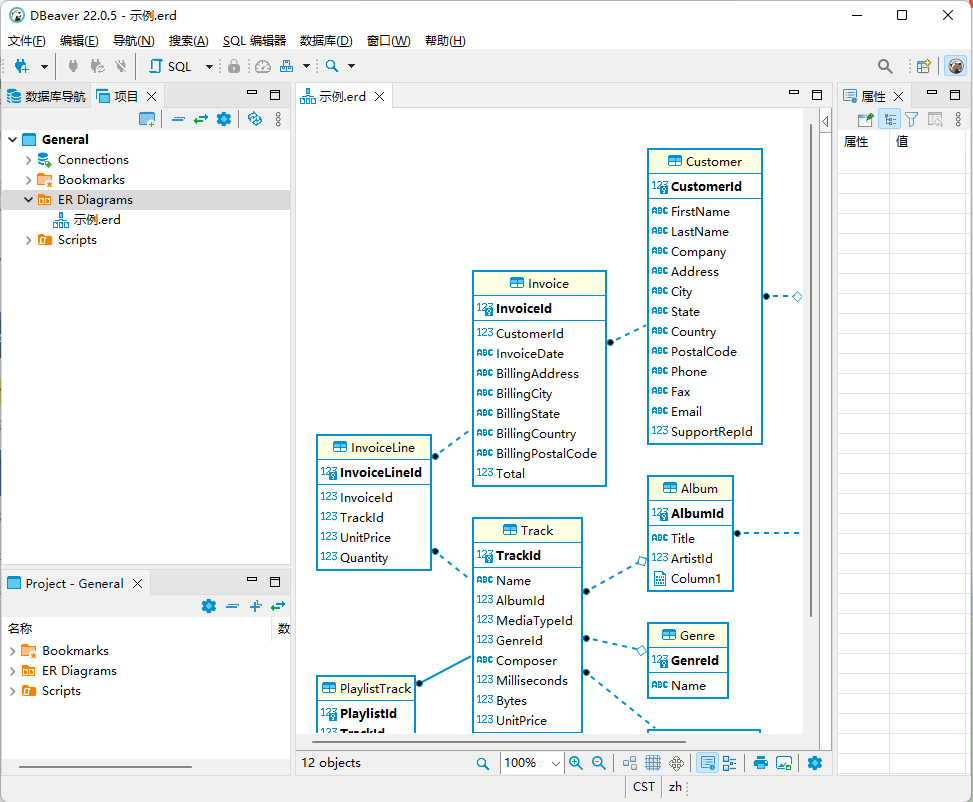 DBeaver 22.0.5 - 示例.erd
文件(F) 编辑(E) 导航(N) 搜索(A) SQL 编辑器 数据库(D) 窗口(W) 帮助(H)
SQL
数据库导航 项目
General
Connections
Bookmarks
ER Diagrams
示例.erd
Scripts
Project - General
名称 数
Bookmarks
ER Diagrams
Scripts
示例.erd
Customer
CustomerId
FirstName
LastName
Company
Address
City
State
Country
PostalCode
Phone
Fax
Email
SupportRepId
Invoice
InvoiceId
CustomerId
InvoiceDate
BillingAddress
BillingCity
BillingState
BillingCountry
BillingPostalCode
Total
InvoiceLine
InvoiceLineId
InvoiceId
TrackId
UnitPrice
Quantity
Album
AlbumId
Title
ArtistId
Column1
Track
TrackId
Name
AlbumId
MediaTypeId
GenreId
Composer
Milliseconds
Bytes
UnitPrice
Genre
GenreId
Name
PlaylistTrack
PlaylistId
TrackId
12 objects 100%
属性
属性 值
CST zh